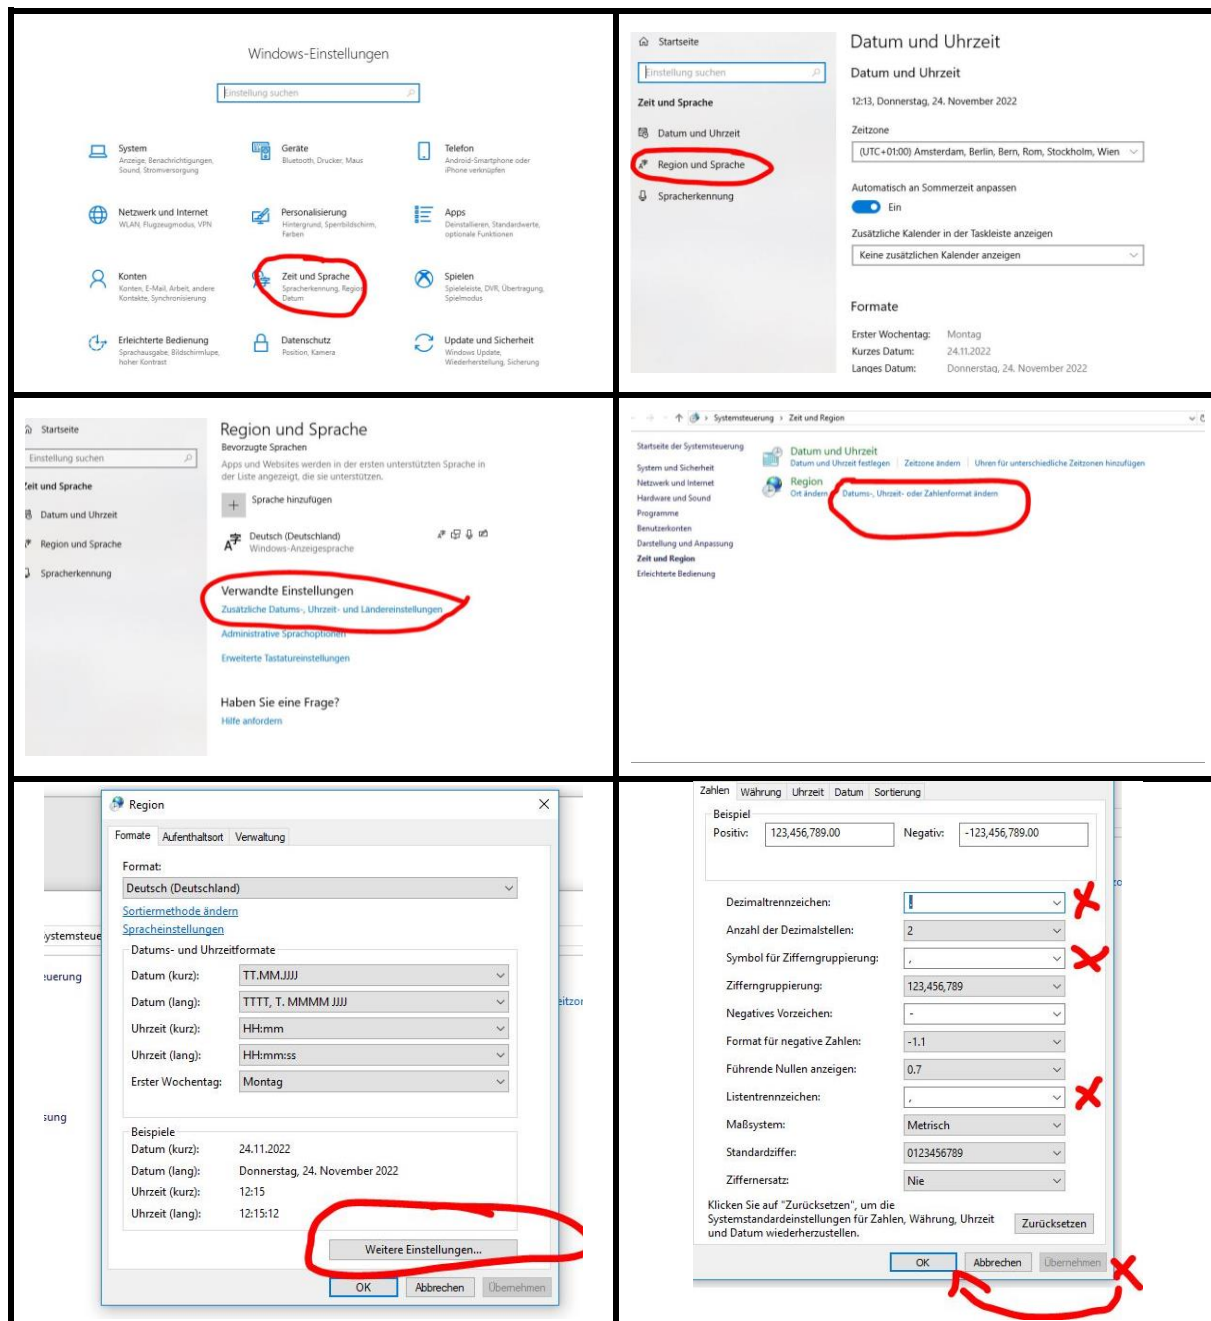 Windows-Einstellungen
Einstellung suchen
System
Anzeige, Benachrichtigungen,
Sound, Stromversorgung
Geräte
Bluetooth, Drucker, Maus
Telefon
Android-Smartphone oder
iPhone verknüpfen
Netzwerk und Internet
WLAN, Flugzeugmodus, VPN
Personalisierung
Hintergrund, Sperrbildschirm,
Farben
Apps
Deinstallieren, Standardwerte,
optionale Funktionen
Konten
Konten, E-Mail, Arbeit, andere
Kontakte, Synchronisierung
Zeit und Sprache
Spracherkennung, Region,
Datum
Spielen
Spieleleiste, DVR, Übertragung,
Spielmodus
Erleichterte Bedienung
Sprachausgabe, Bildschirmlupe,
hoher Kontrast
Datenschutz
Position, Kamera
Update und Sicherheit
Windows Update,
Wiederherstellung, Sicherung
Startseite
Einstellung suchen
Zeit und Sprache
Datum und Uhrzeit
Region und Sprache
Spracherkennung
Datum und Uhrzeit
Datum und Uhrzeit
12:13, Donnerstag, 24. November 2022
Zeitzone
(UTC+01:00) Amsterdam, Berlin, Bern, Rom, Stockholm, Wien
Automatisch an Sommerzeit anpassen
Ein
Zusätzliche Kalender in der Taskleiste anzeigen
Keine zusätzlichen Kalender anzeigen
Formate
Erster Wochentag: Montag
Kurzes Datum: 24.11.2022
Langes Datum: Donnerstag, 24. November 2022
Startseite
Einstellung suchen
Zeit und Sprache
Datum und Uhrzeit
Region und Sprache
Spracherkennung
Region und Sprache
Bevorzugte Sprachen
Apps und Websites werden in der ersten unterstützten Sprache in
der Liste angezeigt, die sie unterstützen.
Sprache hinzufügen
Deutsch (Deutschland)
Windows-Anzeigesprache
Verwandte Einstellungen
Zusätzliche Datums-, Uhrzeit- und Ländereinstellungen
Administrative Sprachoptionen
Erweiterte Tastatureinstellungen
Haben Sie eine Frage?
Hilfe anfordern
Systemsteuerung › Zeit und Region
Startseite der Systemsteuerung
System und Sicherheit
Netzwerk und Internet
Hardware und Sound
Programme
Benutzerkonten
Darstellung und Anpassung
Zeit und Region
Erleichterte Bedienung
Datum und Uhrzeit
Datum und Uhrzeit festlegen | Zeitzone ändern | Uhren für unterschiedliche Zeitzonen hinzufügen
Region
Ort ändern | Datums-, Uhrzeit- oder Zahlenformat ändern
ystemsteue
euerung
sung
eitzor
Region
Formate Aufenthaltsort Verwaltung
Format:
Deutsch (Deutschland)
Sortiermethode ändern
Spracheinstellungen
Datums- und Uhrzeitformate
Datum (kurz): TT.MM.JJJJ
Datum (lang): TTTT, T. MMMM JJJJ
Uhrzeit (kurz): HH:mm
Uhrzeit (lang): HH:mm:ss
Erster Wochentag: Montag
Beispiele
Datum (kurz): 24.11.2022
Datum (lang): Donnerstag, 24. November 2022
Uhrzeit (kurz): 12:15
Uhrzeit (lang): 12:15:12
Weitere Einstellungen...
OK Abbrechen Übernehmen
Zahlen Währung Uhrzeit Datum Sortierung
Beispiel
Positiv: 123,456,789.00 Negativ: -123,456,789.00
Dezimaltrennzeichen: .
Anzahl der Dezimalstellen: 2
Symbol für Zifferngruppierung: ,
Zifferngruppierung: 123,456,789
Negatives Vorzeichen: -
Format für negative Zahlen: -1.1
Führende Nullen anzeigen: 0.7
Listentrennzeichen: ,
Maßsystem: Metrisch
Standardziffer: 0123456789
Ziffernersatz: Nie
Klicken Sie auf "Zurücksetzen", um die
Systemstandardeinstellungen für Zahlen, Währung, Uhrzeit
und Datum wiederherzustellen.
Zurücksetzen
OK Abbrechen Übernehmen